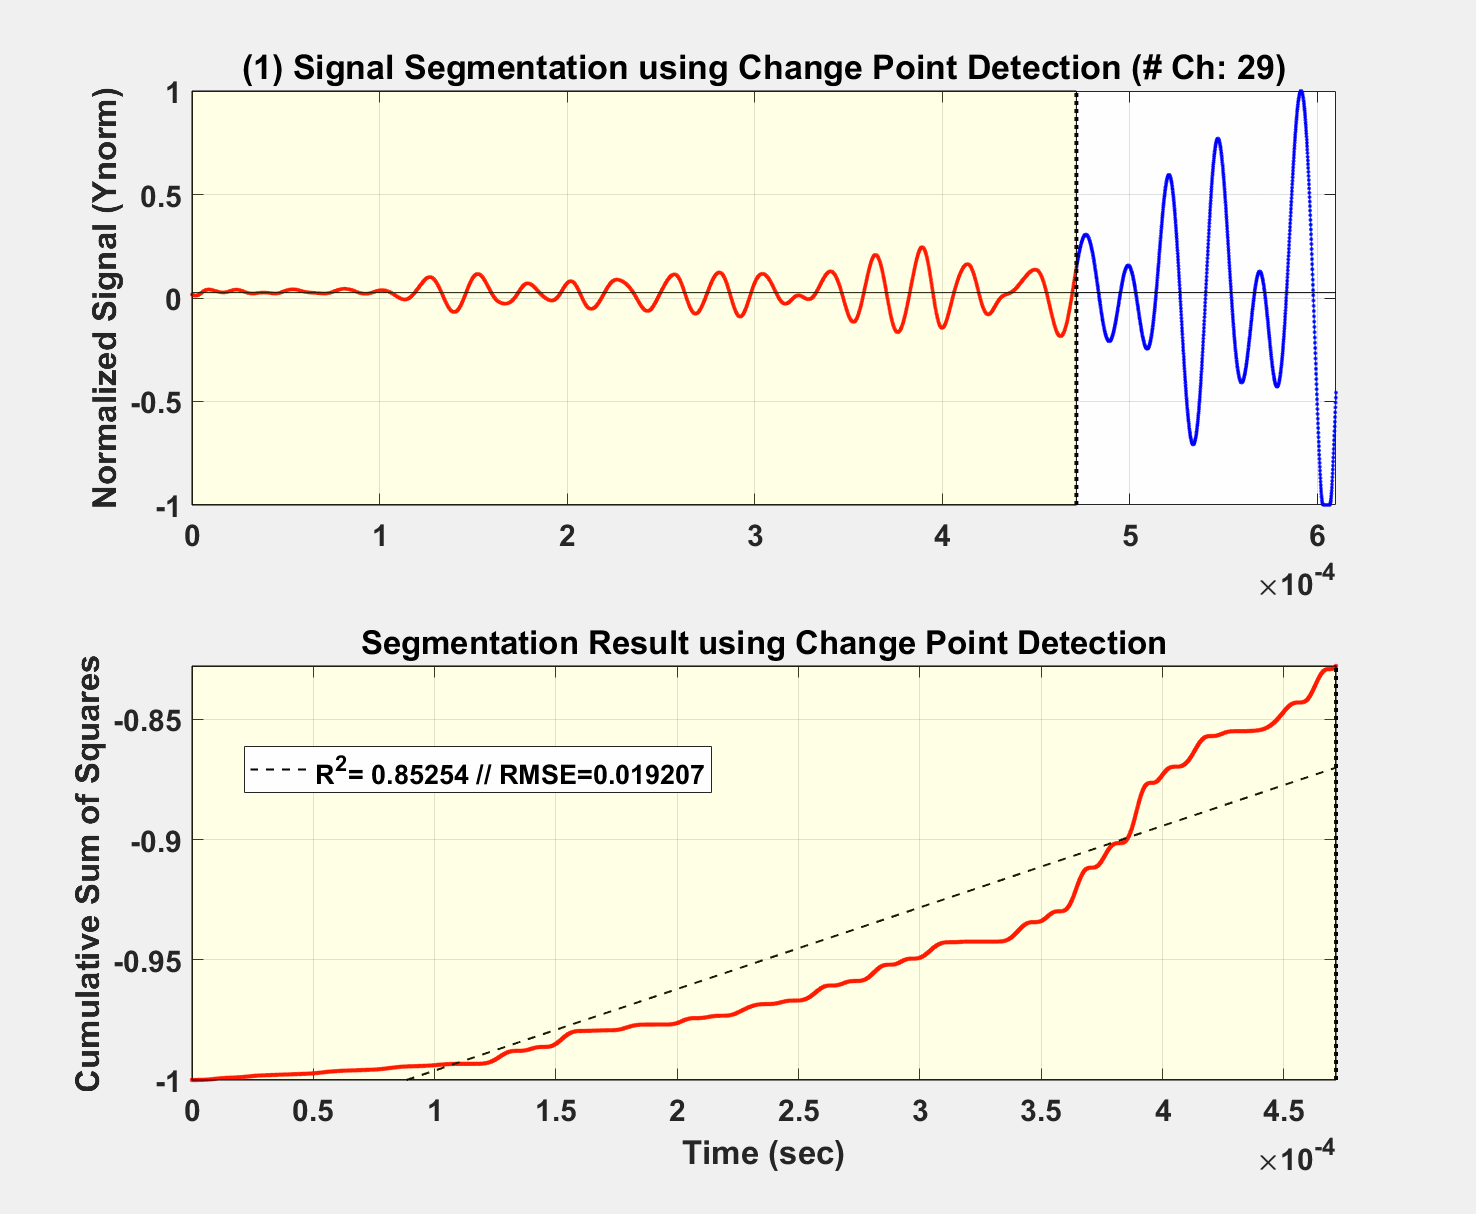 (1) Signal Segmentation using Change Point Detection (# Ch: 29)
Normalized Signal (Ynorm)
1
0.5
0
-0.5
-1
0 1 2 3 4 5 6
×10^-4
Segmentation Result using Change Point Detection
Cumulative Sum of Squares
-0.85
-0.9
-0.95
-1
R^2= 0.85254 // RMSE=0.019207
0 0.5 1 1.5 2 2.5 3 3.5 4 4.5
Time (sec)
×10^-4